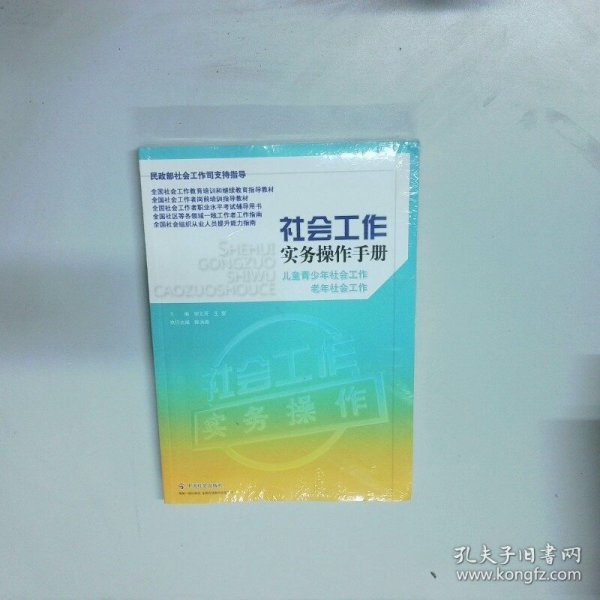 民政部社会工作司支持指导
全国社会工作教育培训和继续教育指导教材
全国社会工作者岗前培训指导教材
全国社会工作者职业水平考试辅导用书
全国社区等各领域一线工作者工作指南
全国社会组织从业人员提升能力指南
社会工作
实务操作手册
SHEHUI
GONGZUO
SHIWU
CAOZUOSHOUCE
儿童青少年社会工作
老年社会工作
社会工作
实务操作
中国社会出版社
孔夫子旧书网
www.kongfz.com